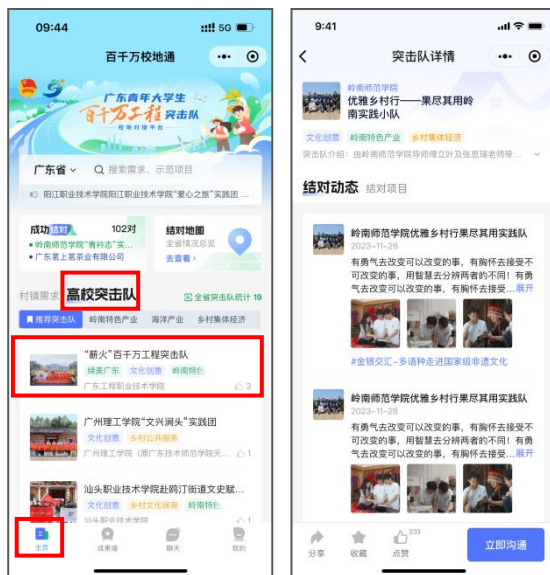 09:44
5G
百千万校地通
广东青年大学生
百千万工程突击队
校地对接平台
广东省
搜索需求、示范项目
阳江职业技术学院阳江职业技术学院“爱心之旅”实践团 ...
成功结对
102对
岭南师范学院“青衿志”实...
广东茗上茗茶业有限公司
结对地图
全省情况总览
去查看
村镇需求
高校突击队
全省突击队统计 19
推荐突击队
岭南特色产业
海洋产业
乡村集体经济
“薪火”百千万工程突击队
绿美广东
文化创意
岭南特色
广东工程职业技术学院
3
广州理工学院“文兴涧头”实践团
文化创意
乡村公共服务
广州理工学院（原广东技术师范学院天...
1
汕头职业技术学院赴鸥汀街道文史赋...
文化创意
乡村文化保育
岭南特色
汕头职业技术学院
1
主页
成果墙
聊天
我的
9:41
突击队详情
岭南师范学院
优雅乡村行——果尽其用岭
南实践小队
文化创意
岭南特色产业
乡村集体经济
突击队介绍：由岭南师范学院导师傅立叶及张思瑞老师带...
结对动态
结对项目
岭南师范学院优雅乡村行果尽其用实践队
2023-11-28
有勇气去改变可以改变的事，有胸怀去接受不
可改变的事，用智慧去分辨两者的不同！有勇
气去改变可以改变的事，有胸怀去接受...展开
#金银交汇-多语种走进国家级非遗文化
岭南师范学院优雅乡村行果尽其用实践队
2023-11-28
有勇气去改变可以改变的事，有胸怀去接受不
可改变的事，用智慧去分辨两者的不同！有勇
气去改变可以改变的事，有胸怀去接受...展开
分享
收藏
点赞
233
立即沟通